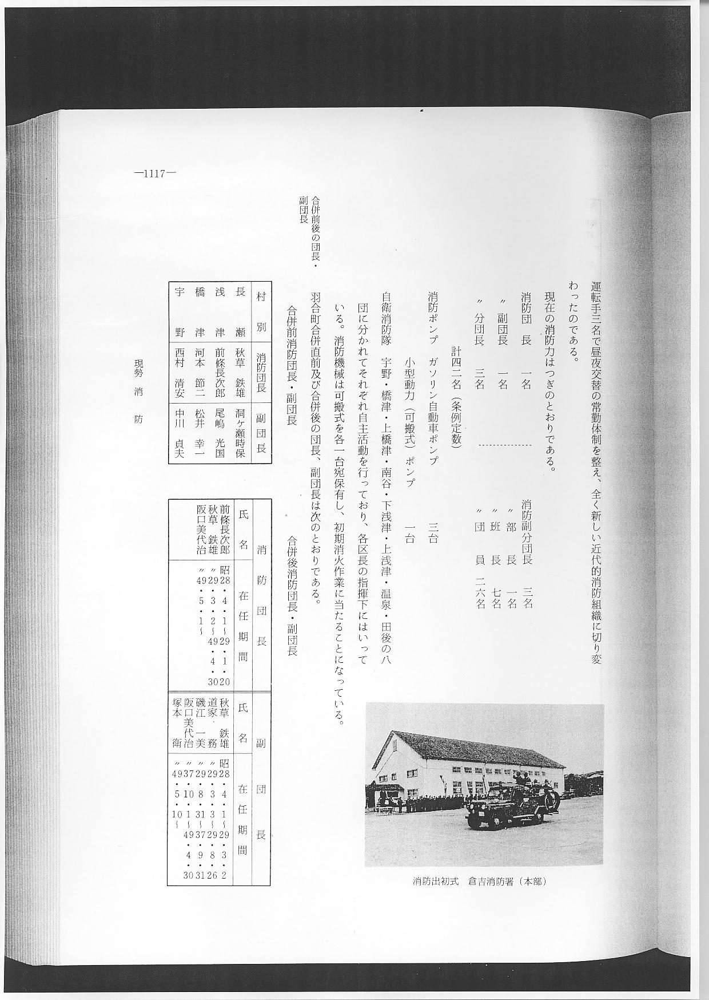 運転手三名で昼夜交替の常勤体制を整え、全く新しい近代的消防組織に切り変
わったのである。
現在の消防力はつぎのとおりである。
消防団　長　一名　消防副分団長　三名
〃　副団長　一名　〃　部　長　一名
〃　班　長　七名
〃　分団長　三名　〃　団　員　二六名
計四二名（条例定数）
消防ポンプ　ガソリン自動車ポンプ　三台
小型動力（可搬式）ポンプ　一台
自衛消防隊　宇野・橋津・上橋津・南谷・下浅津・上浅津・温泉・田後の八
団に分かれてそれぞれ自主活動を行っており、各区長の指揮下にはいって
いる。消防機械は可搬式を各一台宛保有し、初期消火作業に当たることになっている。
合併前後の団長・
副団長
羽合町合併直前及び合併後の団長、副団長は次のとおりである。
合併前消防団長・副団長
村別　消防団長　副団長
長瀬　秋草　鉄雄　洞ヶ瀬時保
浅津　前條長次郎　尾嶋　光国
橋津　河本　節二　松井　幸一
宇野　西村　清安　中川　貞夫
合併後消防団長・副団長
消防団長　副団長
氏名　在任期間　氏名　在任期間
前條長次郎　昭28・4・1～29・1・20　秋草　鉄雄　昭28・4・1～29・3・2
秋草　鉄雄　〃29・3・2～49・4・30　道家　務　〃29・3・3～29・8・26
阪口美代治　〃49・5・1～　磯江　一美　〃29・8・31～37・9・31
阪口美代治　〃37・10・1～49・4・30
塚本　衛　〃49・5・10～
消防出初式　倉吉消防署（本部）
現勢　消　防
―1117―